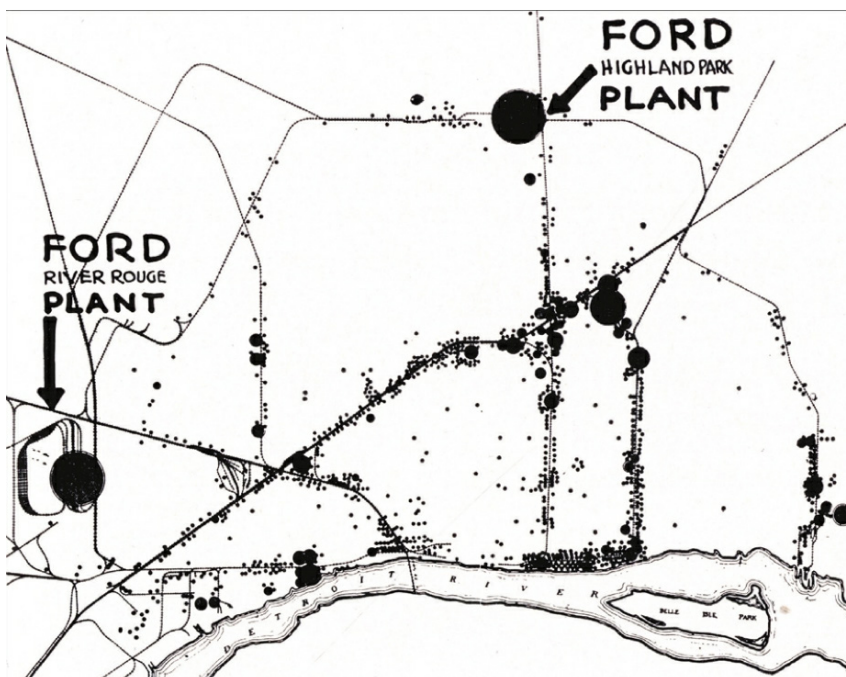 FORD
HIGHLAND PARK
PLANT
FORD
RIVER ROUGE
PLANT
DETROIT RIVER
BELLE ISLE PARK